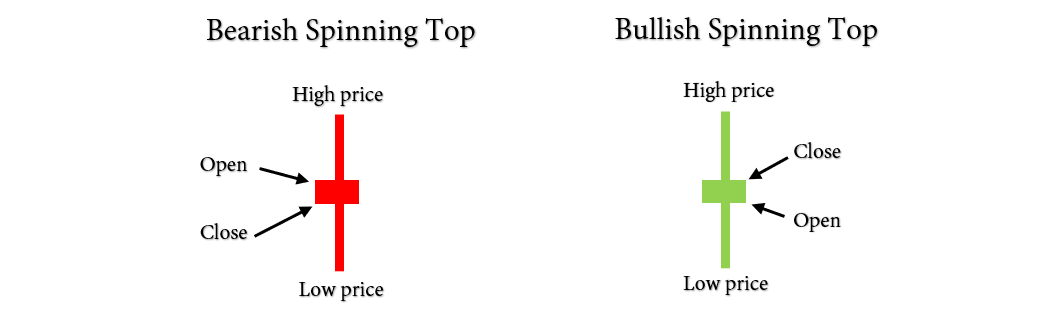 Bearish Spinning Top
High price
Open
Close
Low price
Bullish Spinning Top
High price
Close
Open
Low price